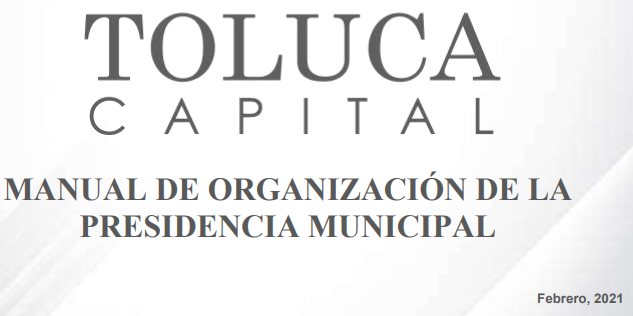 TOLUCA
CAPITAL
MANUAL DE ORGANIZACIÓN DE LA
PRESIDENCIA MUNICIPAL
Febrero, 2021